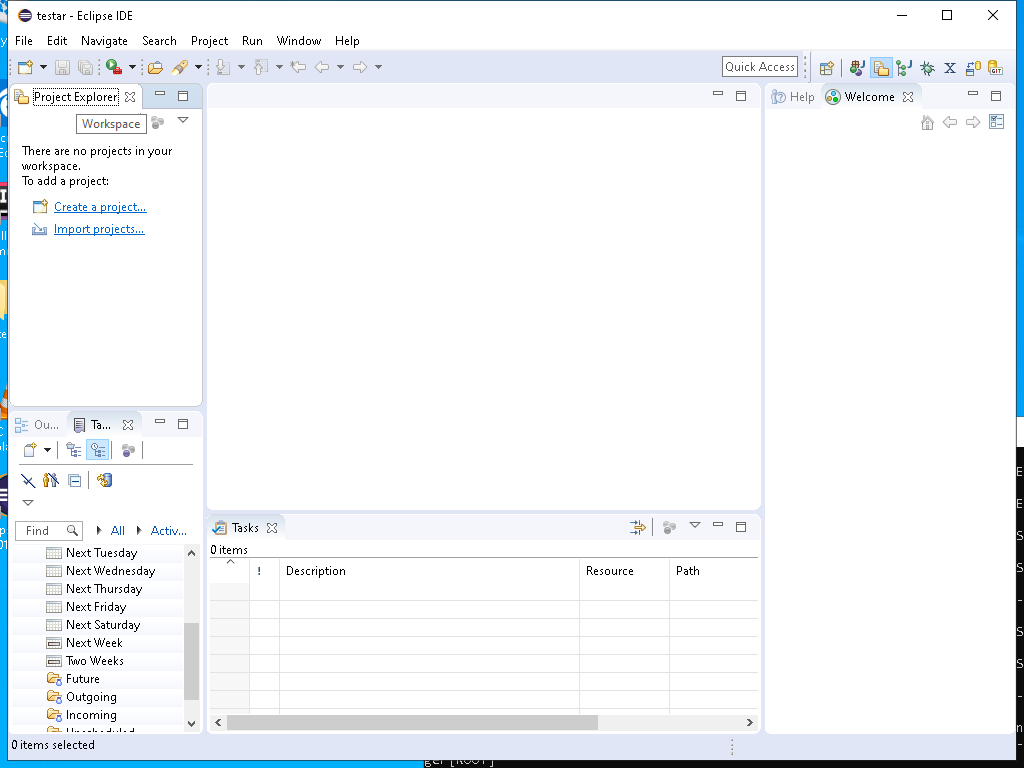 testar - Eclipse IDE
File Edit Navigate Search Project Run Window Help
Quick Access
Project Explorer
Workspace
There are no projects in your
workspace.
To add a project:
Create a project...
Import projects...
Help Welcome
Ou... Ta...
Find All Activ...
Next Tuesday
Next Wednesday
Next Thursday
Next Friday
Next Saturday
Next Week
Two Weeks
Future
Outgoing
Incoming
Unscheduled
Tasks
0 items
! Description Resource Path
0 items selected